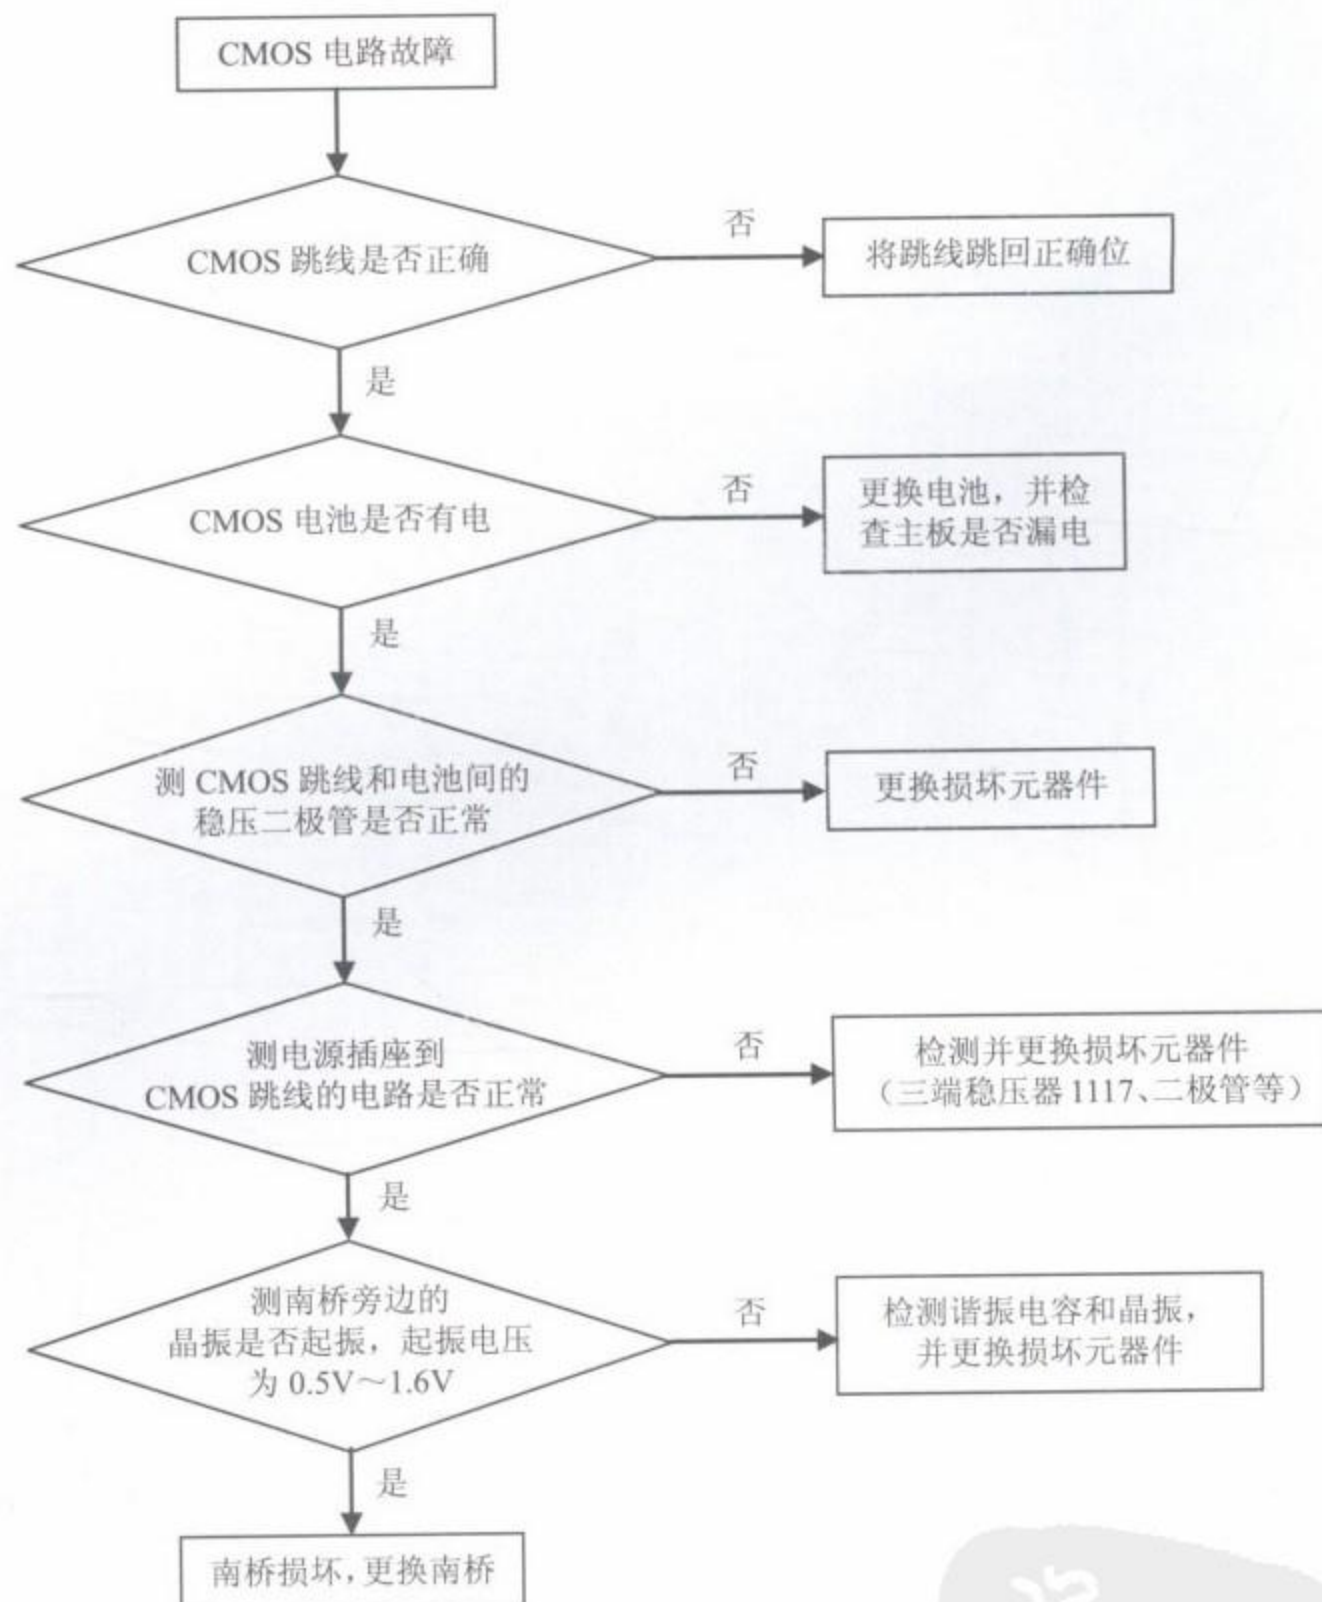 CMOS 电路故障
CMOS 跳线是否正确
否
将跳线跳回正确位
是
CMOS 电池是否有电
否
更换电池，并检
查主板是否漏电
是
测 CMOS 跳线和电池间的
稳压二极管是否正常
否
更换损坏元器件
是
测电源插座到
CMOS 跳线的电路是否正常
否
检测并更换损坏元器件
（三端稳压器 1117、二极管等）
是
测南桥旁边的
晶振是否起振，起振电压
为 0.5V～1.6V
否
检测谐振电容和晶振，
并更换损坏元器件
是
南桥损坏，更换南桥